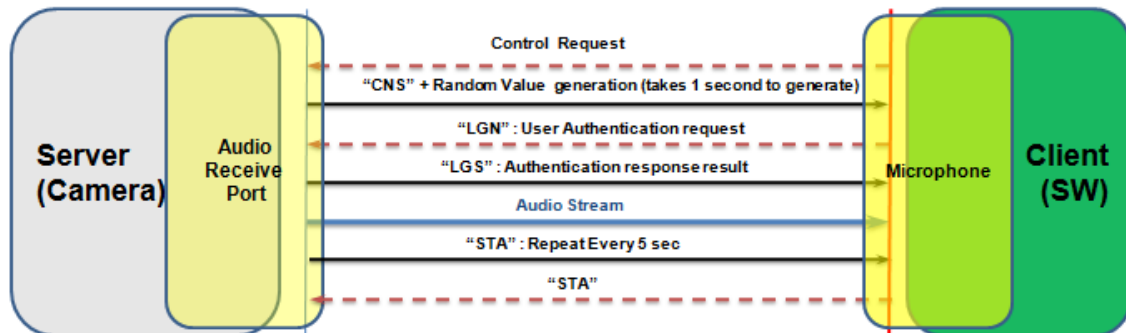 Control Request
“CNS” + Random Value generation (takes 1 second to generate)
“LGN” : User Authentication request
Server
(Camera)
Audio
Receive
Port
“LGS” : Authentication response result
Microphone
Client
(SW)
Audio Stream
“STA” : Repeat Every 5 sec
“STA”